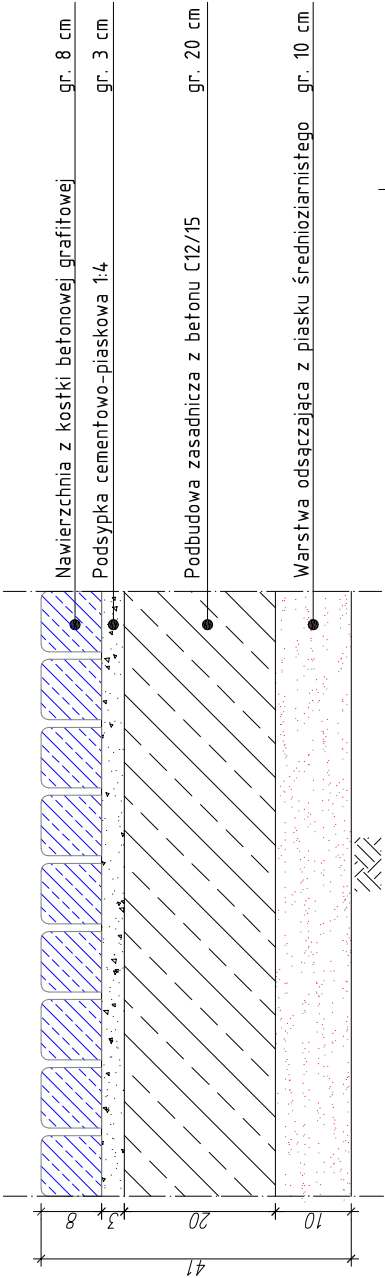 Nawierzchnia z kostki betonowej grafitowej gr. 8 cm
Podsypka cementowo-piaskowa 1:4 gr. 3 cm
Podbudowa zasadnicza z betonu C12/15 gr. 20 cm
Warstwa odsączająca z piasku średnioziarnistego gr. 10 cm
8
3
20
10
41